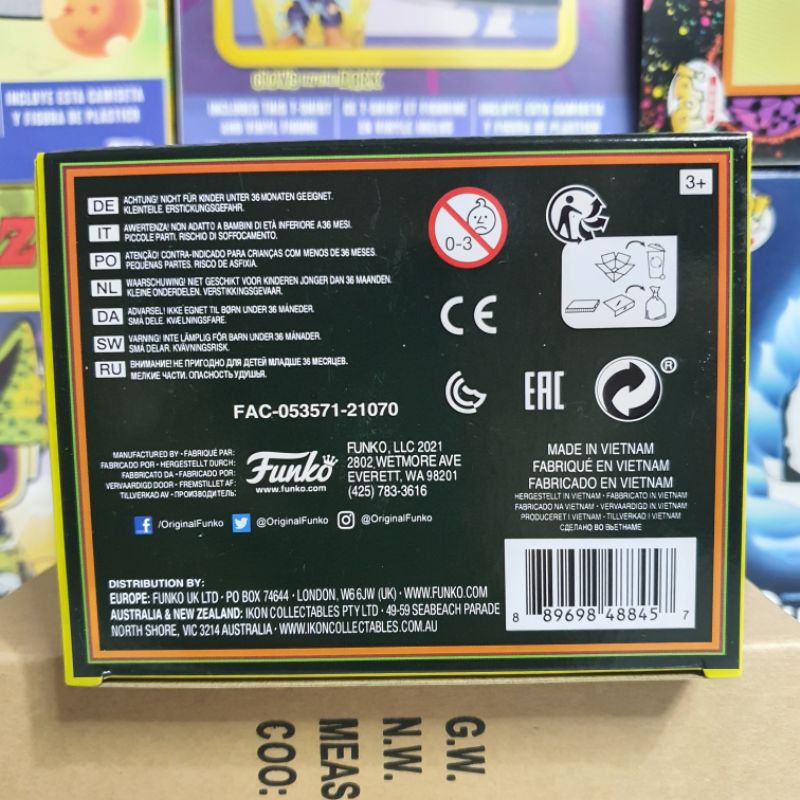 INCLUYE ESTA CAMISETA
Y FIGURA DE PLASTICO
INCLUDES THIS T-SHIRT
AND VINYL FIGURE
CE T-SHIRT ET FIGURINE
EN VINYLE INCLUS
INCLUYE ESTA CAMISETA
Y FIGURA DE PLASTICO
POP!
Z
3+
DE ACHTUNG! NICHT FÜR KINDER UNTER 36 MONATEN GEEIGNET.
KLEINTEILE. ERSTICKUNGSGEFAHR.
IT AWERTENZA! NON ADATTO A BAMBINI DI ETÀ INFERIORE A36 MESI.
PICCOLE PARTI. RISCHIO DI SOFFOCAMENTO.
PO ATENÇÃO! CONTRA-INDICADO PARA CRIANÇAS COM MENOS DE 36 MESES.
PEQUENAS PARTES. RISCO DE ASFIXIA.
NL WAARSCHUWING! NIET GESCHIKT VOOR KINDEREN JONGER DAN 36 MAANDEN.
KLEINE ONDERDELEN. VERSTIKKINGSGEVAAR.
DA ADVARSEL! IKKE EGNET TIL BØRN UNDER 36 MÅNEDER.
SMÅ DELE. KVÆLNINGSFARE.
SW VARNING! INTE LÄMPLIG FÖR BARN UNDER 36 MÅNADER.
SMÅ DELAR. KVÄVNINGSRISK.
RU ВНИМАНИЕ! НЕ ПРИГОДНО ДЛЯ ДЕТЕЙ МЛАДШЕ 36 МЕСЯЦЕВ.
МЕЛКИЕ ЧАСТИ. ОПАСНОСТЬ УДУШЬЯ.
0-3
CE
EAC
®
FAC-053571-21070
MANUFACTURED BY • FABRIQUÉ PAR:
FABRICADO POR • HERGESTELLT DURCH:
FABBRICATO DA • FABRICADO POR:
VERVAARDIGD DOOR • FREMSTILLET AF:
TILLVERKAD AV • ПРОИЗВОДИТЕЛЬ:
Funko
www.funko.com
FUNKO, LLC 2021
2802 WETMORE AVE
EVERETT, WA 98201
(425) 783-3616
MADE IN VIETNAM
FABRIQUÉ EN VIETNAM
FABRICADO EN VIETNAM
HERGESTELLT IN VIETNAM • FABBRICATO IN VIETNAM
FABRICADO NA VIETNAM • VERVAARDIGD IN VIETNAM
PRODUCERET I VIETNAM • TILLVERKAD I VIETNAM
СДЕЛАНО ВО ВЬЕТНАМЕ
/OriginalFunko @OriginalFunko @OriginalFunko
DISTRIBUTION BY:
EUROPE: FUNKO UK LTD • PO BOX 74644 • LONDON, W6 6JW (UK) • WWW.FUNKO.COM
AUSTRALIA & NEW ZEALAND: IKON COLLECTABLES PTY LTD • 49-59 SEABEACH PARADE
NORTH SHORE, VIC 3214 AUSTRALIA • WWW.IKONCOLLECTABLES.COM.AU
8 89698 48845 7
G.W.
N.W.
MEAS
COO: